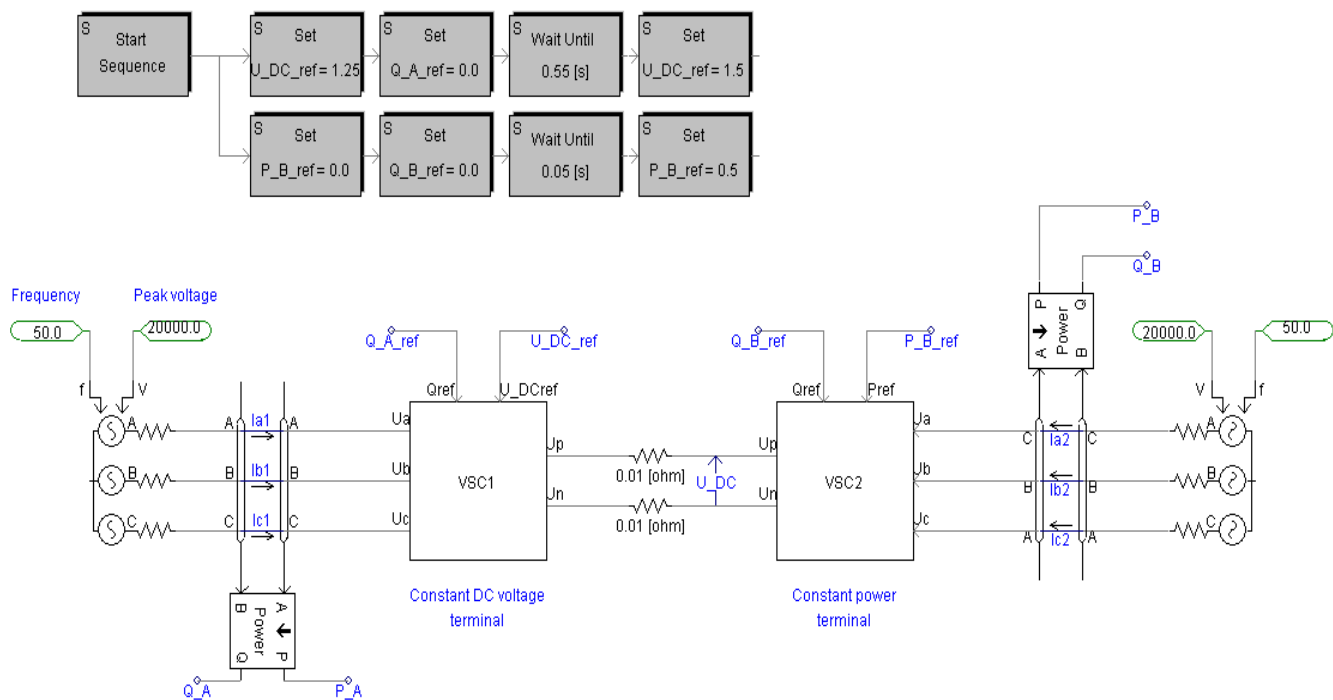 S
Start
Sequence
S
Set
U_DC_ref = 1.25
S
Set
Q_A_ref = 0.0
S
Wait Until
0.55 [s]
S
Set
U_DC_ref = 1.5
S
Set
P_B_ref = 0.0
S
Set
Q_B_ref = 0.0
S
Wait Until
0.05 [s]
S
Set
P_B_ref = 0.5
P_B
Q_B
Frequency
Peak voltage
50.0
20000.0
Q_A_ref
U_DC_ref
Q_B_ref
P_B_ref
P
Q
Power
A
B
20000.0
50.0
f
V
Qref
U_DCref
Qref
Pref
V
f
A
A
Ia1
A
Ua
Up
0.01 [ohm]
Up
Ua
C
Ia2
C
A
B
B
Ib1
B
Ub
VSC1
U_DC
VSC2
Ub
B
Ib2
B
B
Un
0.01 [ohm]
Un
C
C
Ic1
C
Uc
Uc
A
Ic2
A
C
Constant DC voltage
terminal
Constant power
terminal
B
A
Power
Q
P
Q_A
P_A